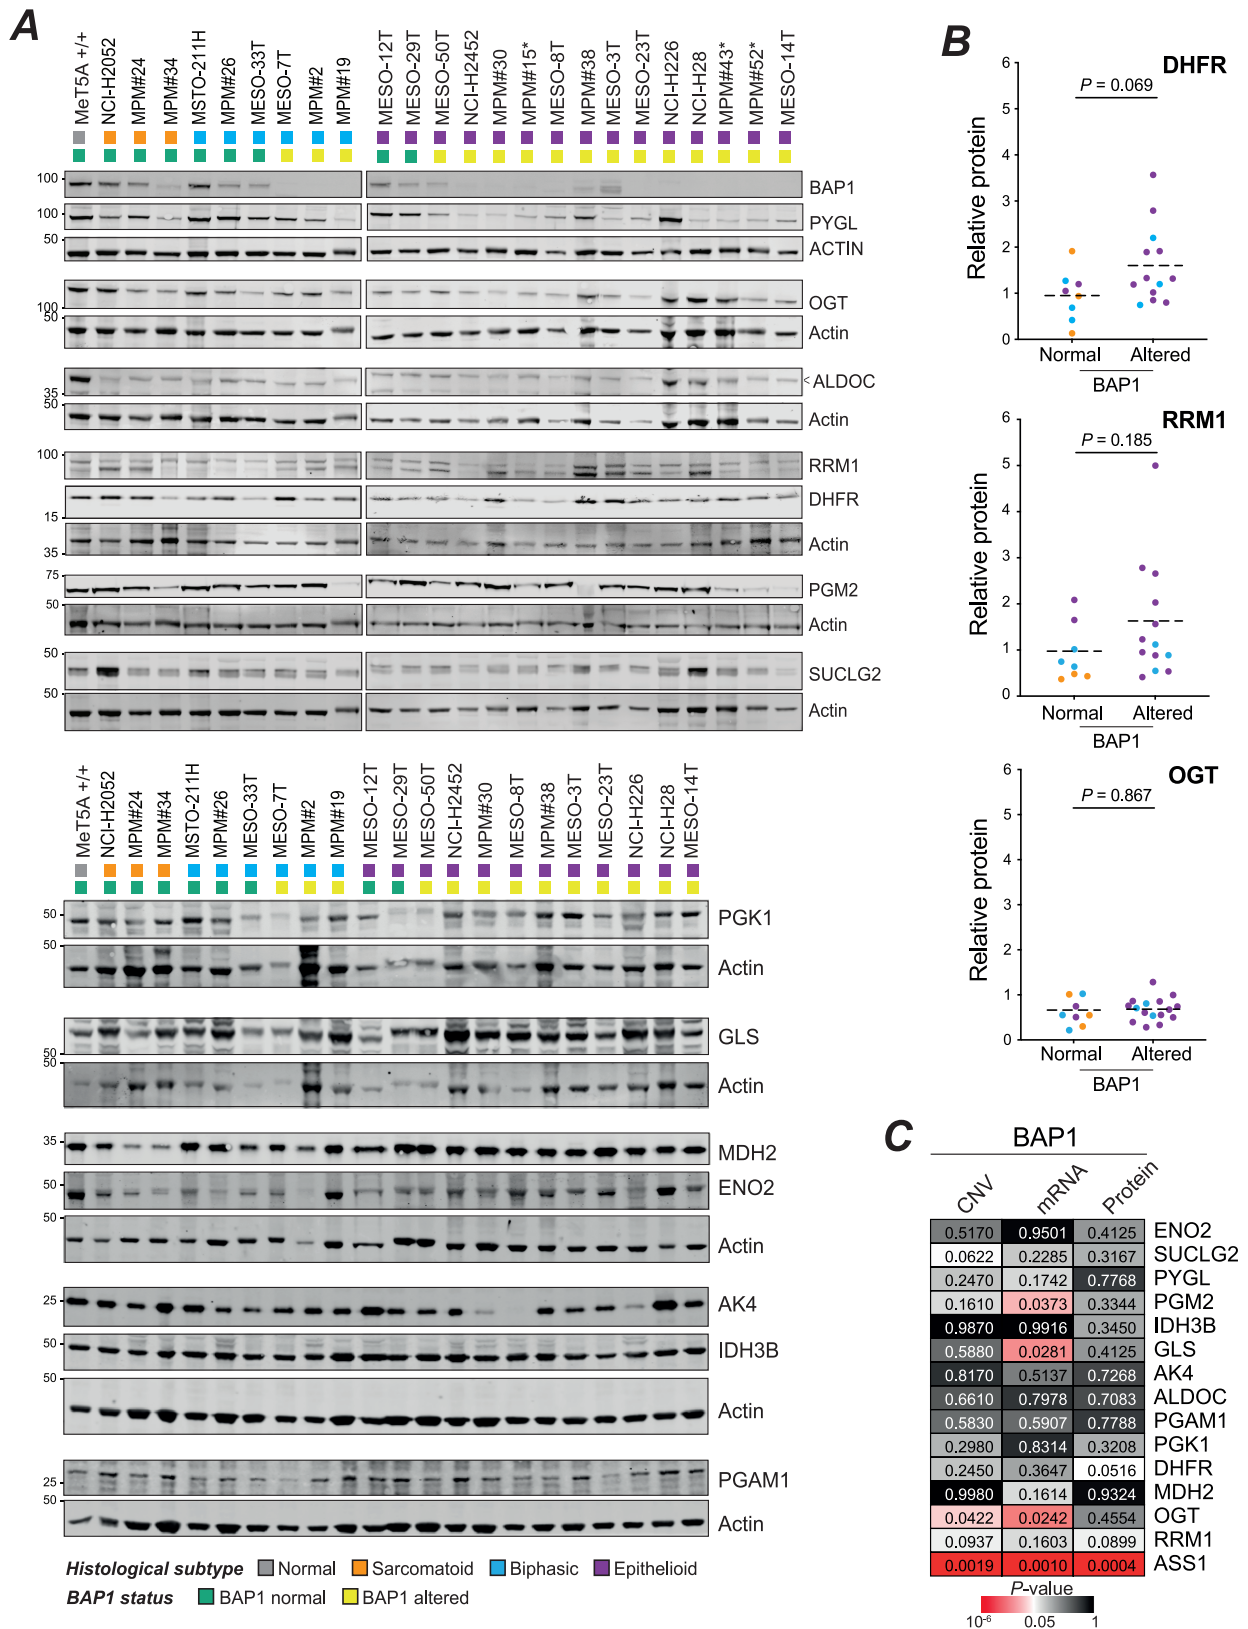 A
MeT5A +/+
NCI-H2052
MPM#24
MPM#34
MSTO-211H
MPM#26
MESO-33T
MESO-7T
MPM#2
MPM#19
MESO-12T
MESO-29T
MESO-50T
NCI-H2452
MPM#30
MPM#15*
MESO-8T
MPM#38
MESO-3T
MESO-23T
NCI-H226
NCI-H28
MPM#43*
MPM#52*
MESO-14T
100 BAP1
100 PYGL
50 ACTIN
100 OGT
50 Actin
35 <ALDOC
50 Actin
100 RRM1
15 DHFR
35 Actin
75 PGM2
50 Actin
50 SUCLG2
50 Actin
MeT5A +/+
NCI-H2052
MPM#24
MPM#34
MSTO-211H
MPM#26
MESO-33T
MESO-7T
MPM#2
MPM#19
MESO-12T
MESO-29T
MESO-50T
NCI-H2452
MPM#30
MESO-8T
MPM#38
MESO-3T
MESO-23T
NCI-H226
NCI-H28
MESO-14T
50 PGK1
50 Actin
50 GLS
50 Actin
35 MDH2
50 ENO2
50 Actin
25 AK4
50 IDH3B
50 Actin
25 PGAM1
50 Actin
Histological subtype Normal Sarcomatoid Biphasic Epithelioid
BAP1 status BAP1 normal BAP1 altered
B
DHFR
P = 0.069
Relative protein
6
5
4
3
2
1
0
Normal Altered
BAP1
RRM1
P = 0.185
Relative protein
6
5
4
3
2
1
0
Normal Altered
BAP1
OGT
P = 0.867
Relative protein
6
5
4
3
2
1
0
Normal Altered
BAP1
C
BAP1
CNV mRNA Protein
0.5170 0.9501 0.4125 ENO2
0.0622 0.2285 0.3167 SUCLG2
0.2470 0.1742 0.7768 PYGL
0.1610 0.0373 0.3344 PGM2
0.9870 0.9916 0.3450 IDH3B
0.5880 0.0281 0.4125 GLS
0.8170 0.5137 0.7268 AK4
0.6610 0.7978 0.7083 ALDOC
0.5830 0.5907 0.7788 PGAM1
0.2980 0.8314 0.3208 PGK1
0.2450 0.3647 0.0516 DHFR
0.9980 0.1614 0.9324 MDH2
0.0422 0.0242 0.4554 OGT
0.0937 0.1603 0.0899 RRM1
0.0019 0.0010 0.0004 ASS1
P-value
10⁻⁶ 0.05 1